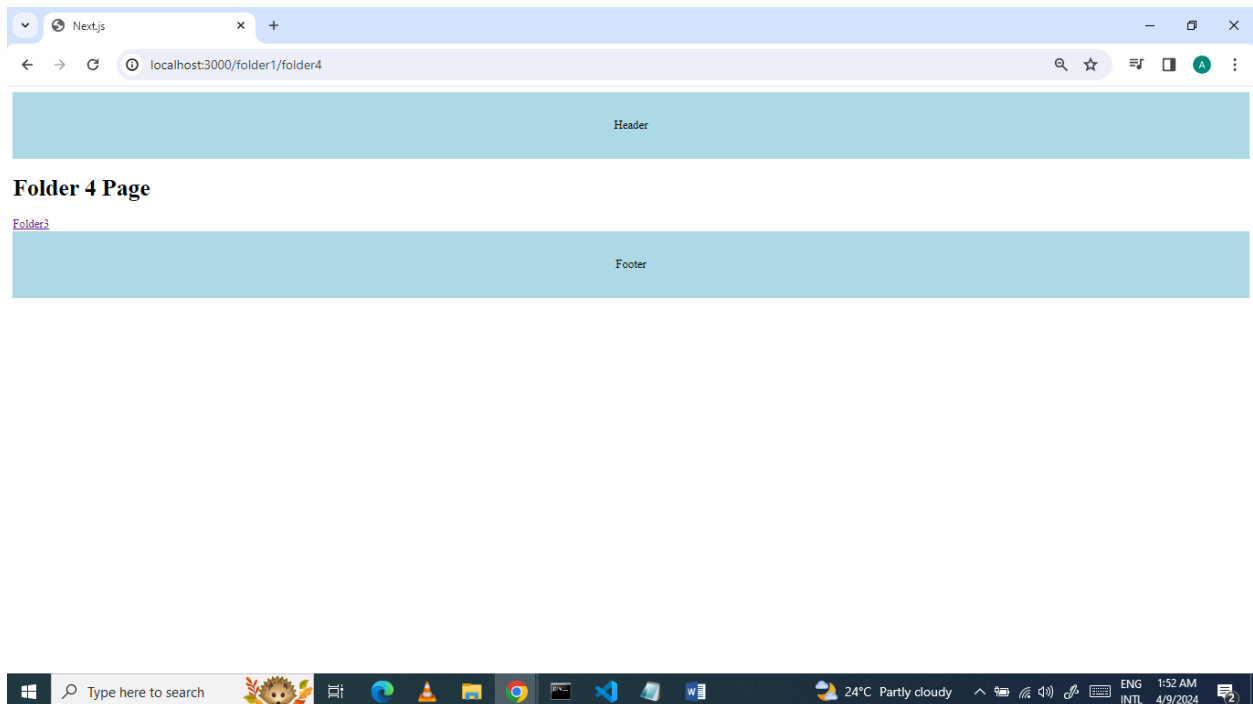 Next.js
localhost:3000/folder1/folder4
A
Header
Folder 4 Page
Folder3
Footer
Type here to search
24°C Partly cloudy
ENG
INTL
1:52 AM
4/9/2024
2